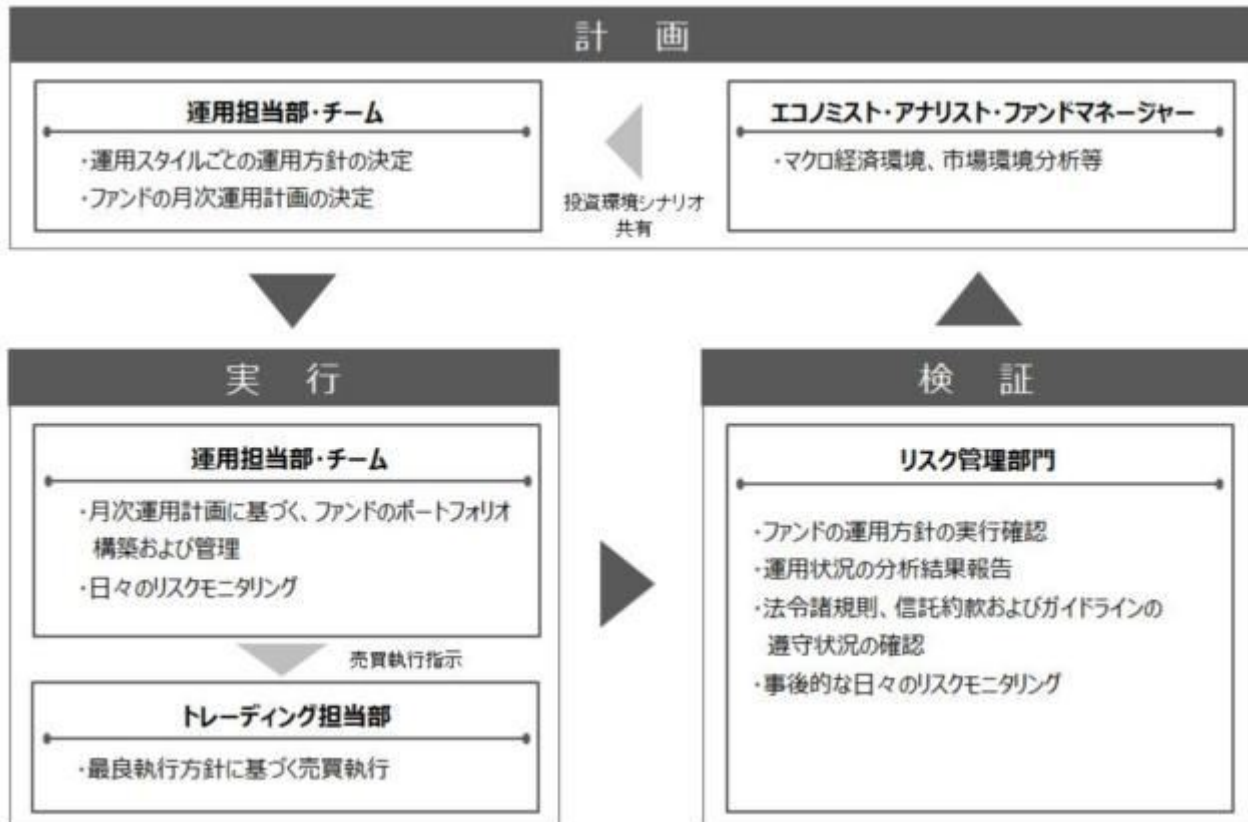 計 画
運用担当部・チーム
・運用スタイルごとの運用方針の決定
・ファンドの月次運用計画の決定
投資環境シナリオ
共有
エコノミスト・アナリスト・ファンドマネージャー
・マクロ経済環境、市場環境分析等
実 行
運用担当部・チーム
・月次運用計画に基づく、ファンドのポートフォリオ
構築および管理
・日々のリスクモニタリング
売買執行指示
トレーディング担当部
・最良執行方針に基づく売買執行
検 証
リスク管理部門
・ファンドの運用方針の実行確認
・運用状況の分析結果報告
・法令諸規則、信託約款およびガイドラインの
遵守状況の確認
・事後的な日々のリスクモニタリング